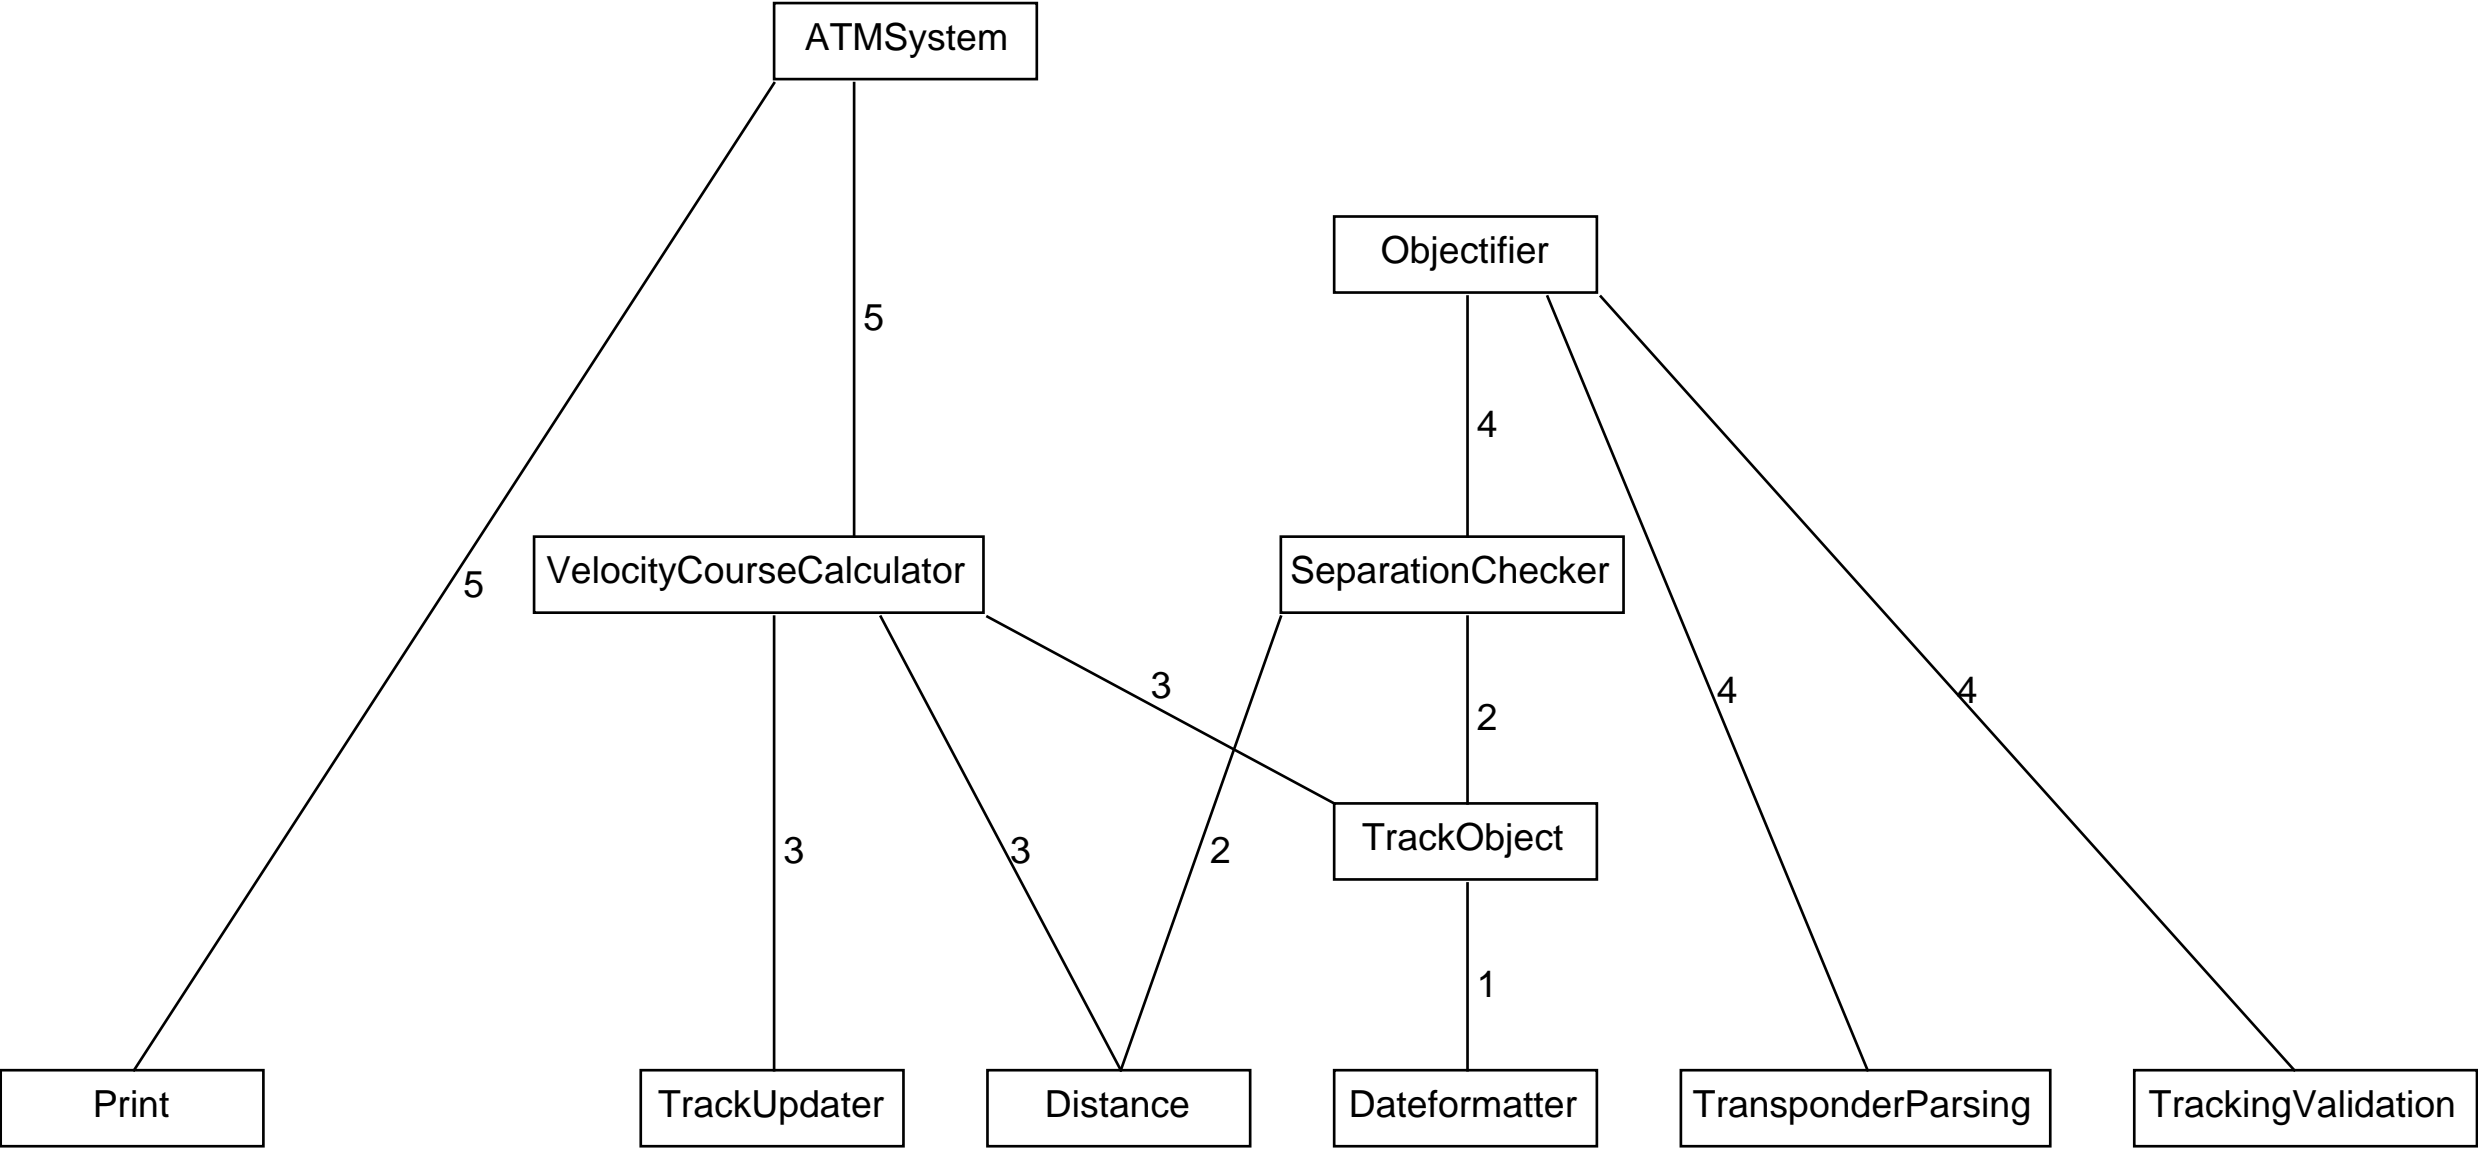 ATMSystem
Objectifier
5
4
VelocityCourseCalculator
SeparationChecker
5
3
4
4
2
3
3
2
TrackObject
1
Print
TrackUpdater
Distance
Dateformatter
TransponderParsing
TrackingValidation